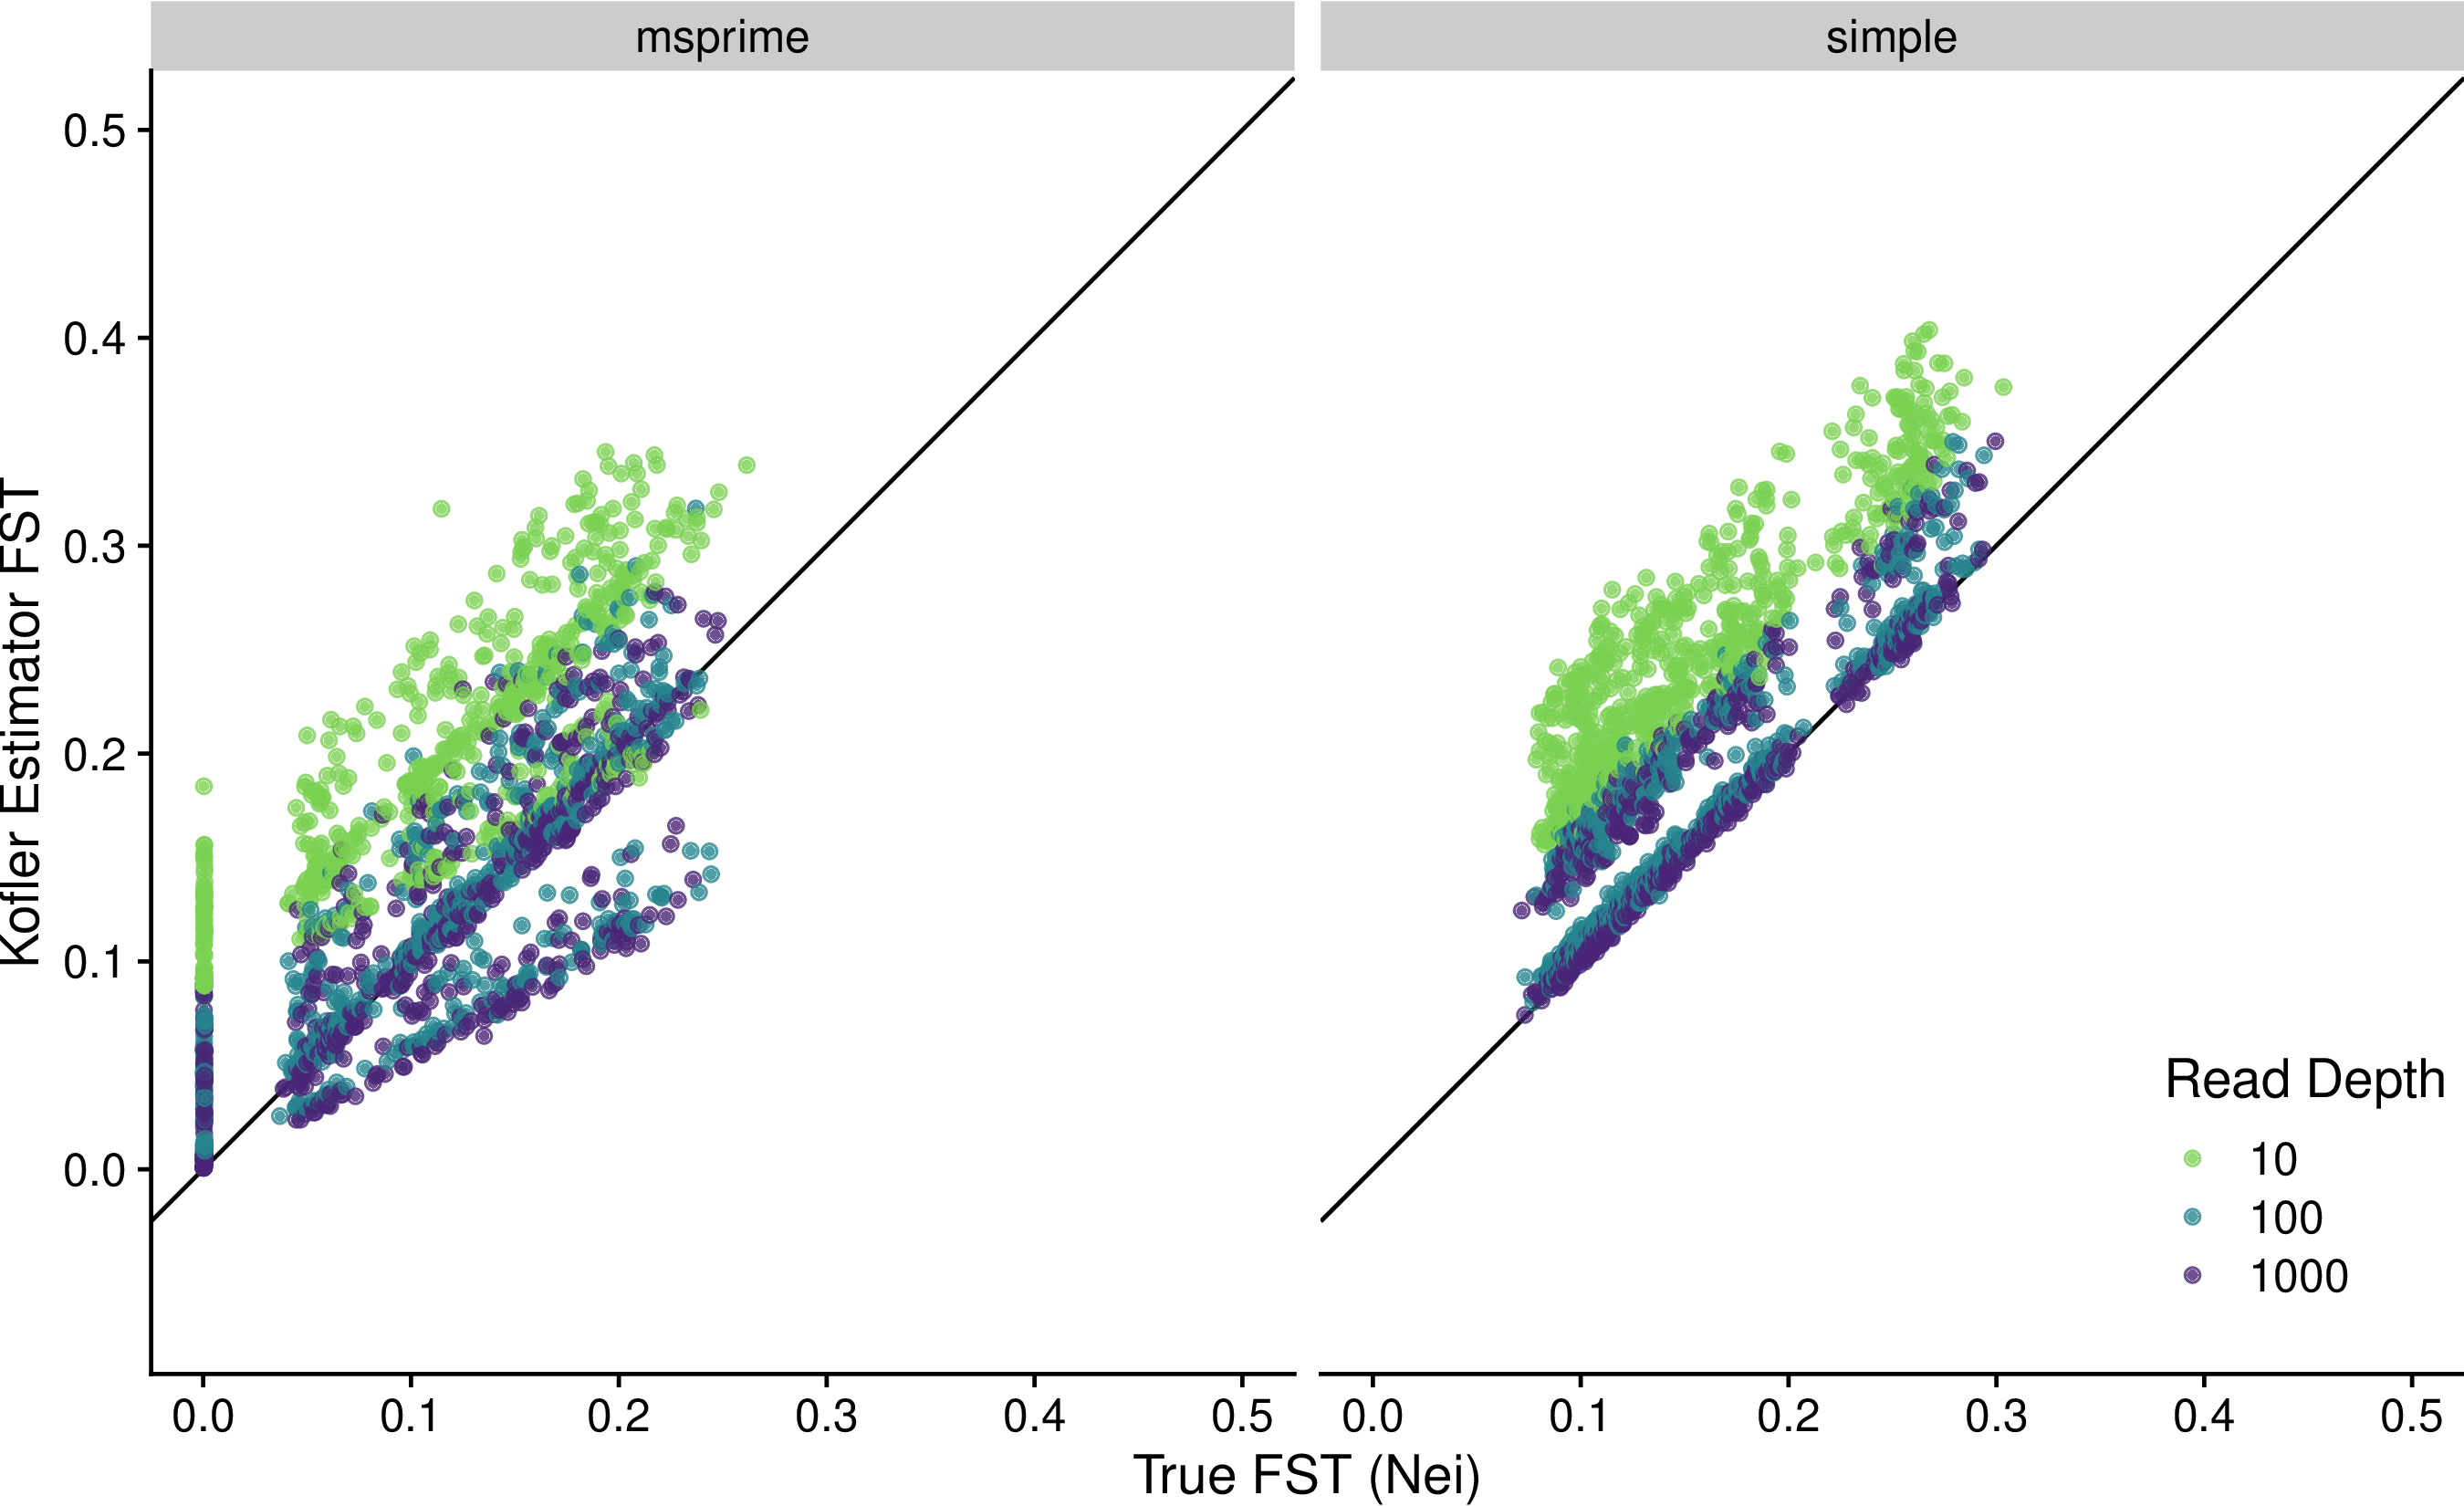 msprime
simple
Kofler Estimator FST
0.5
0.4
0.3
0.2
0.1
0.0
Read Depth
10
100
1000
0.0 0.1 0.2 0.3 0.4 0.5
0.0 0.1 0.2 0.3 0.4 0.5
True FST (Nei)